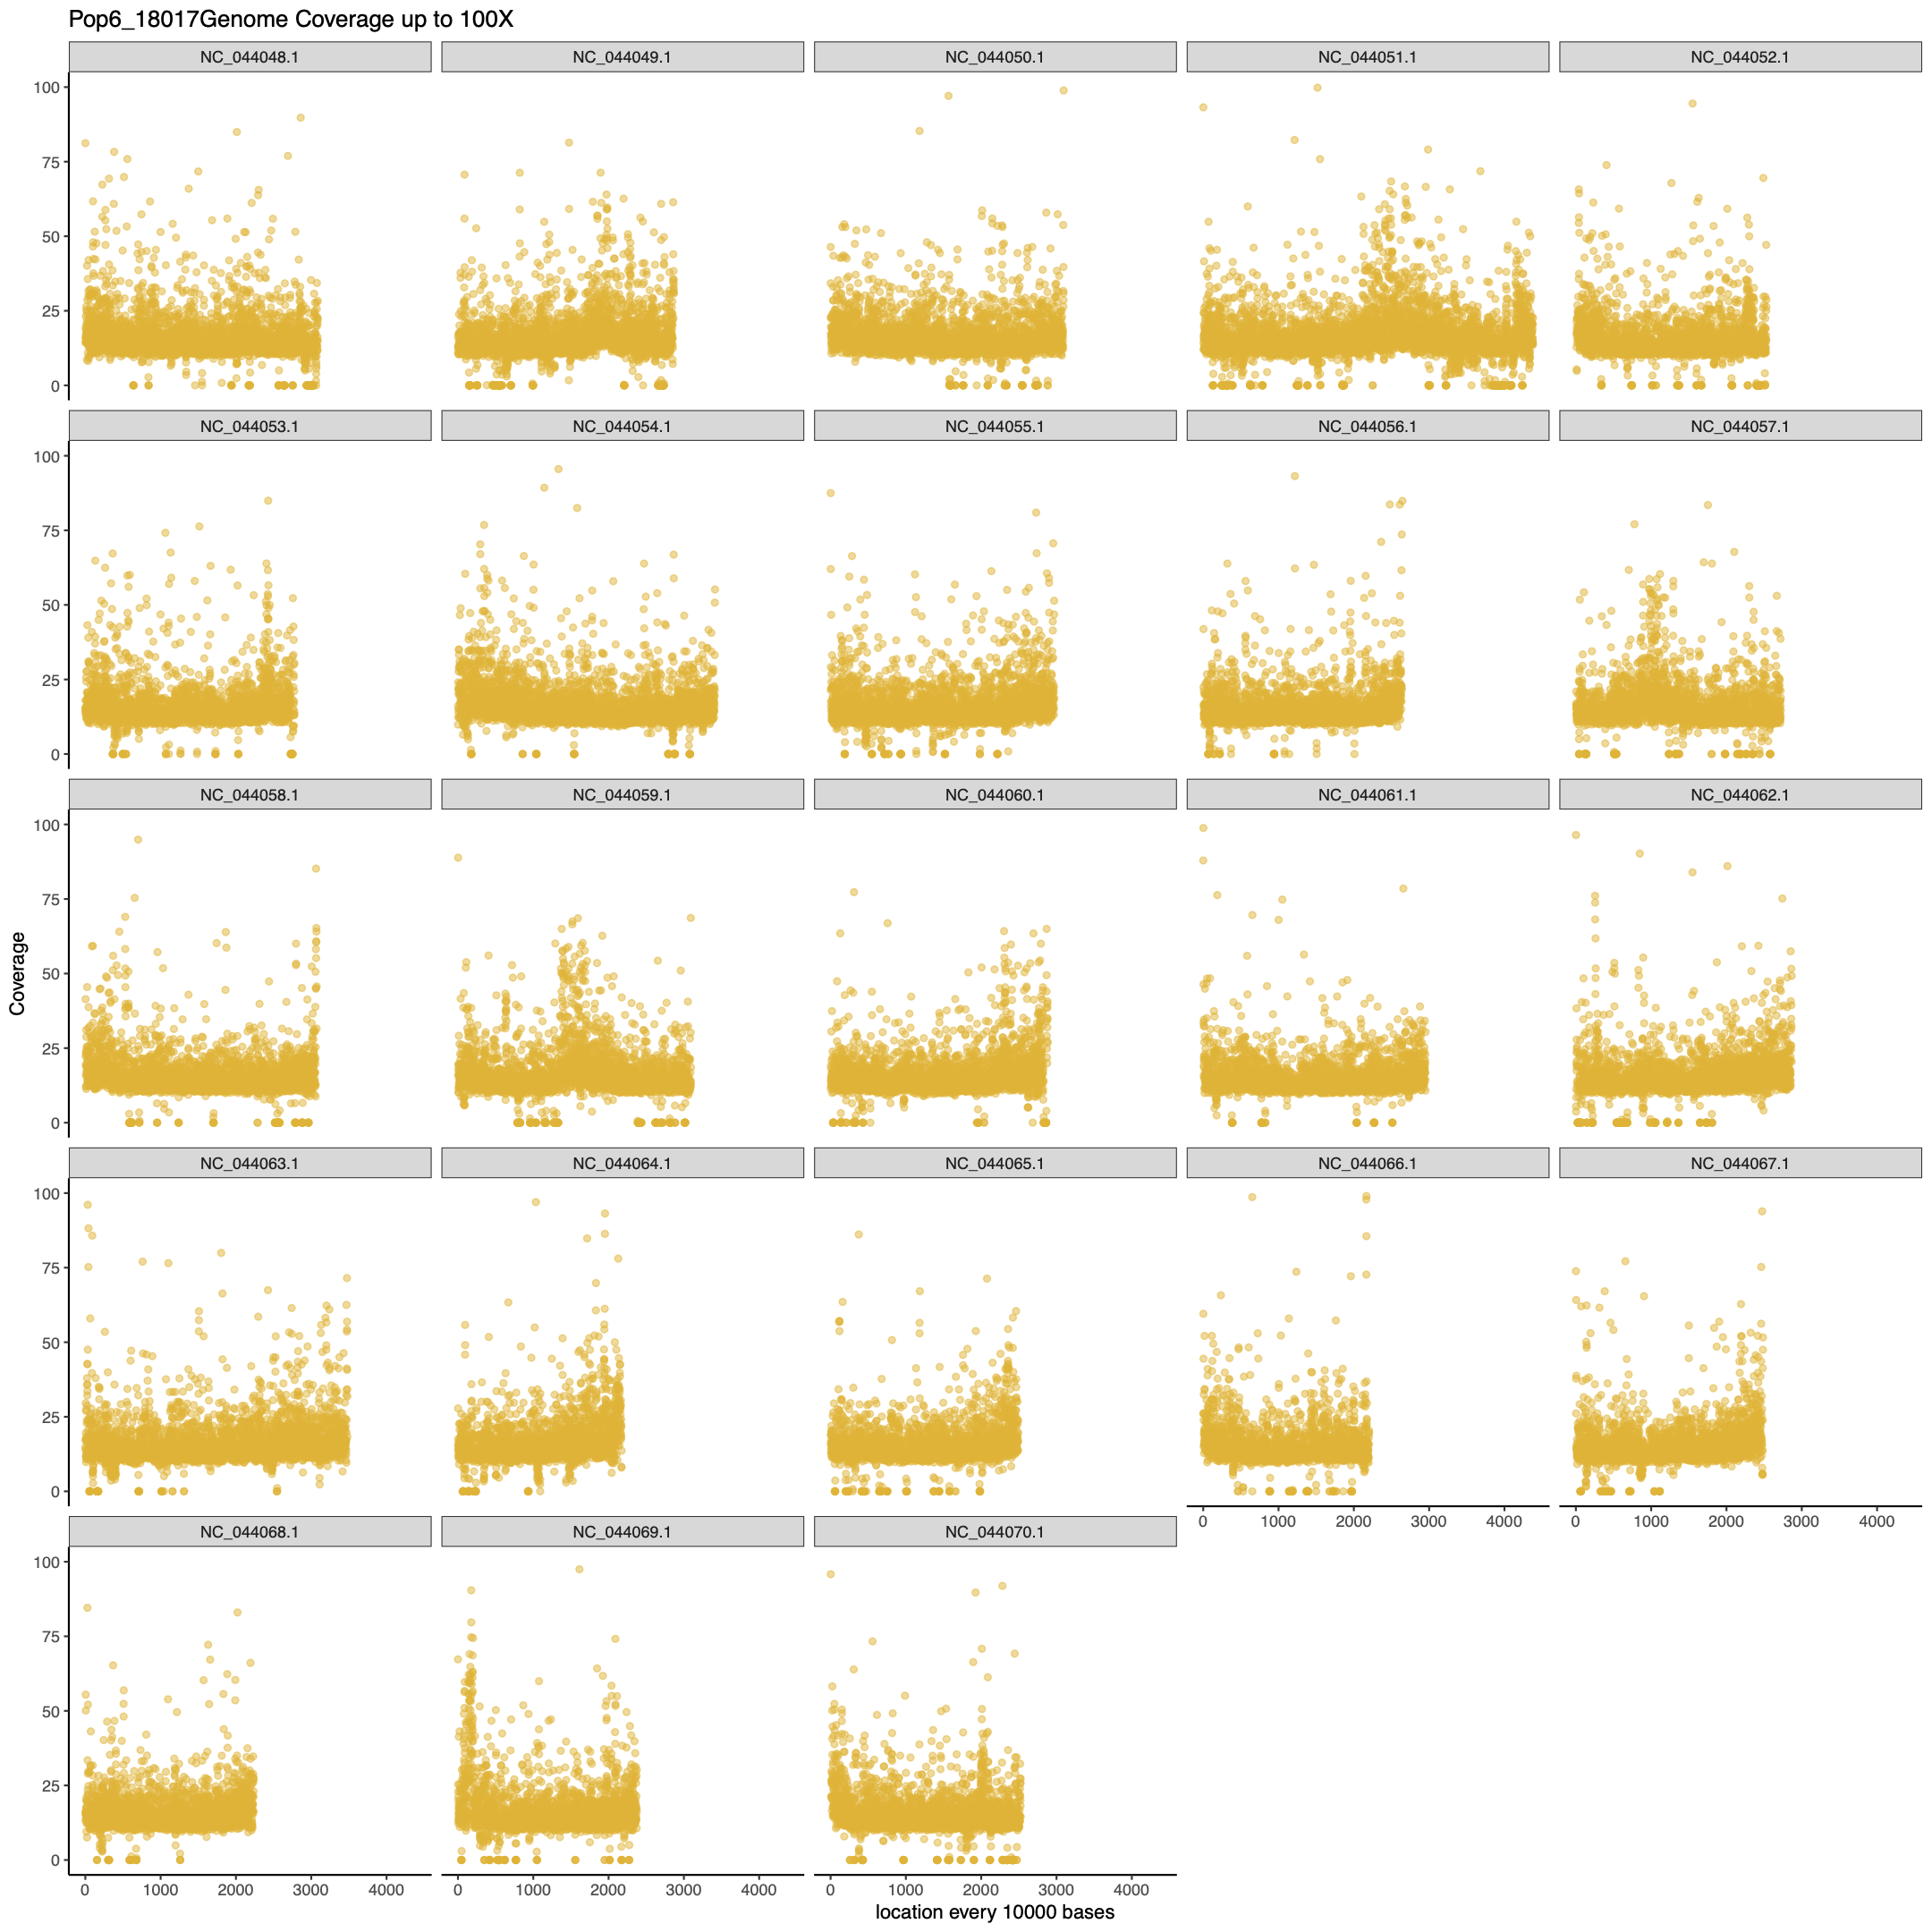 Pop6_18017Genome Coverage up to 100X
NC_044048.1 NC_044049.1 NC_044050.1 NC_044051.1 NC_044052.1
100
75
50
25
0
NC_044053.1 NC_044054.1 NC_044055.1 NC_044056.1 NC_044057.1
100
75
50
25
0
NC_044058.1 NC_044059.1 NC_044060.1 NC_044061.1 NC_044062.1
100
75
50
25
0
Coverage
NC_044063.1 NC_044064.1 NC_044065.1 NC_044066.1 NC_044067.1
100
75
50
25
0
0 1000 2000 3000 4000 0 1000 2000 3000 4000
NC_044068.1 NC_044069.1 NC_044070.1
100
75
50
25
0
0 1000 2000 3000 4000 0 1000 2000 3000 4000 0 1000 2000 3000 4000
location every 10000 bases